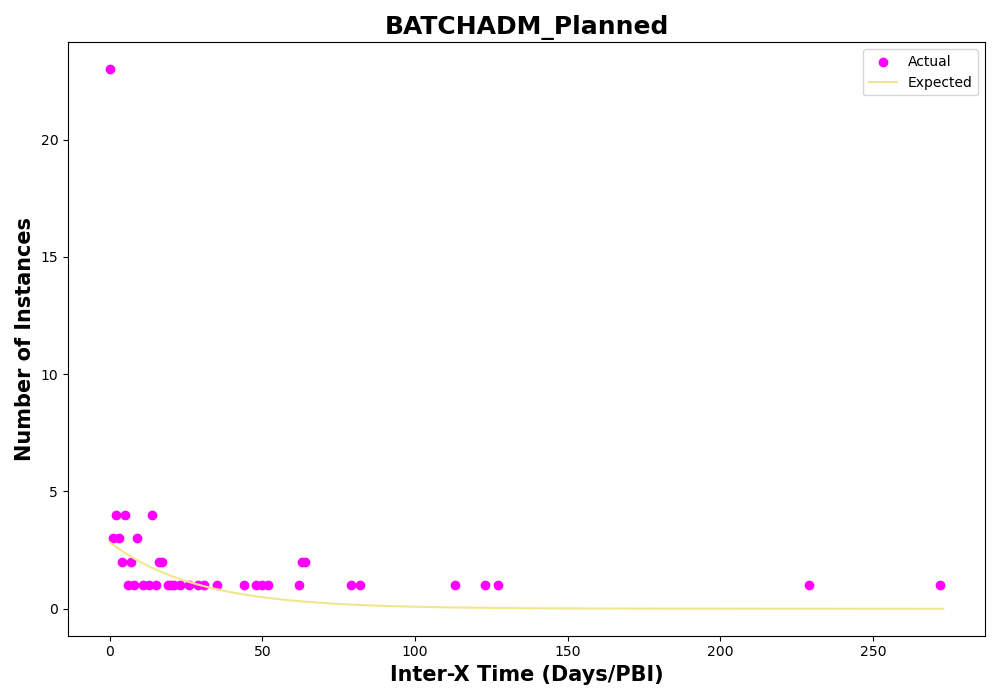 BATCHADM_Planned
Actual
Expected
Number of Instances
20
15
10
5
0
0
50
100
150
200
250
Inter-X Time (Days/PBI)